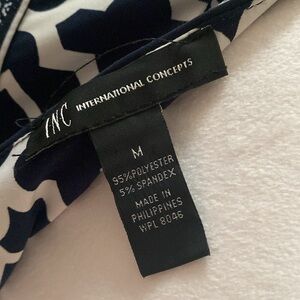 INC INTERNATIONAL CONCEPTS
M
95%POLYESTER
5% SPANDEX
MADE IN
PHILIPPINES
WPL 8046